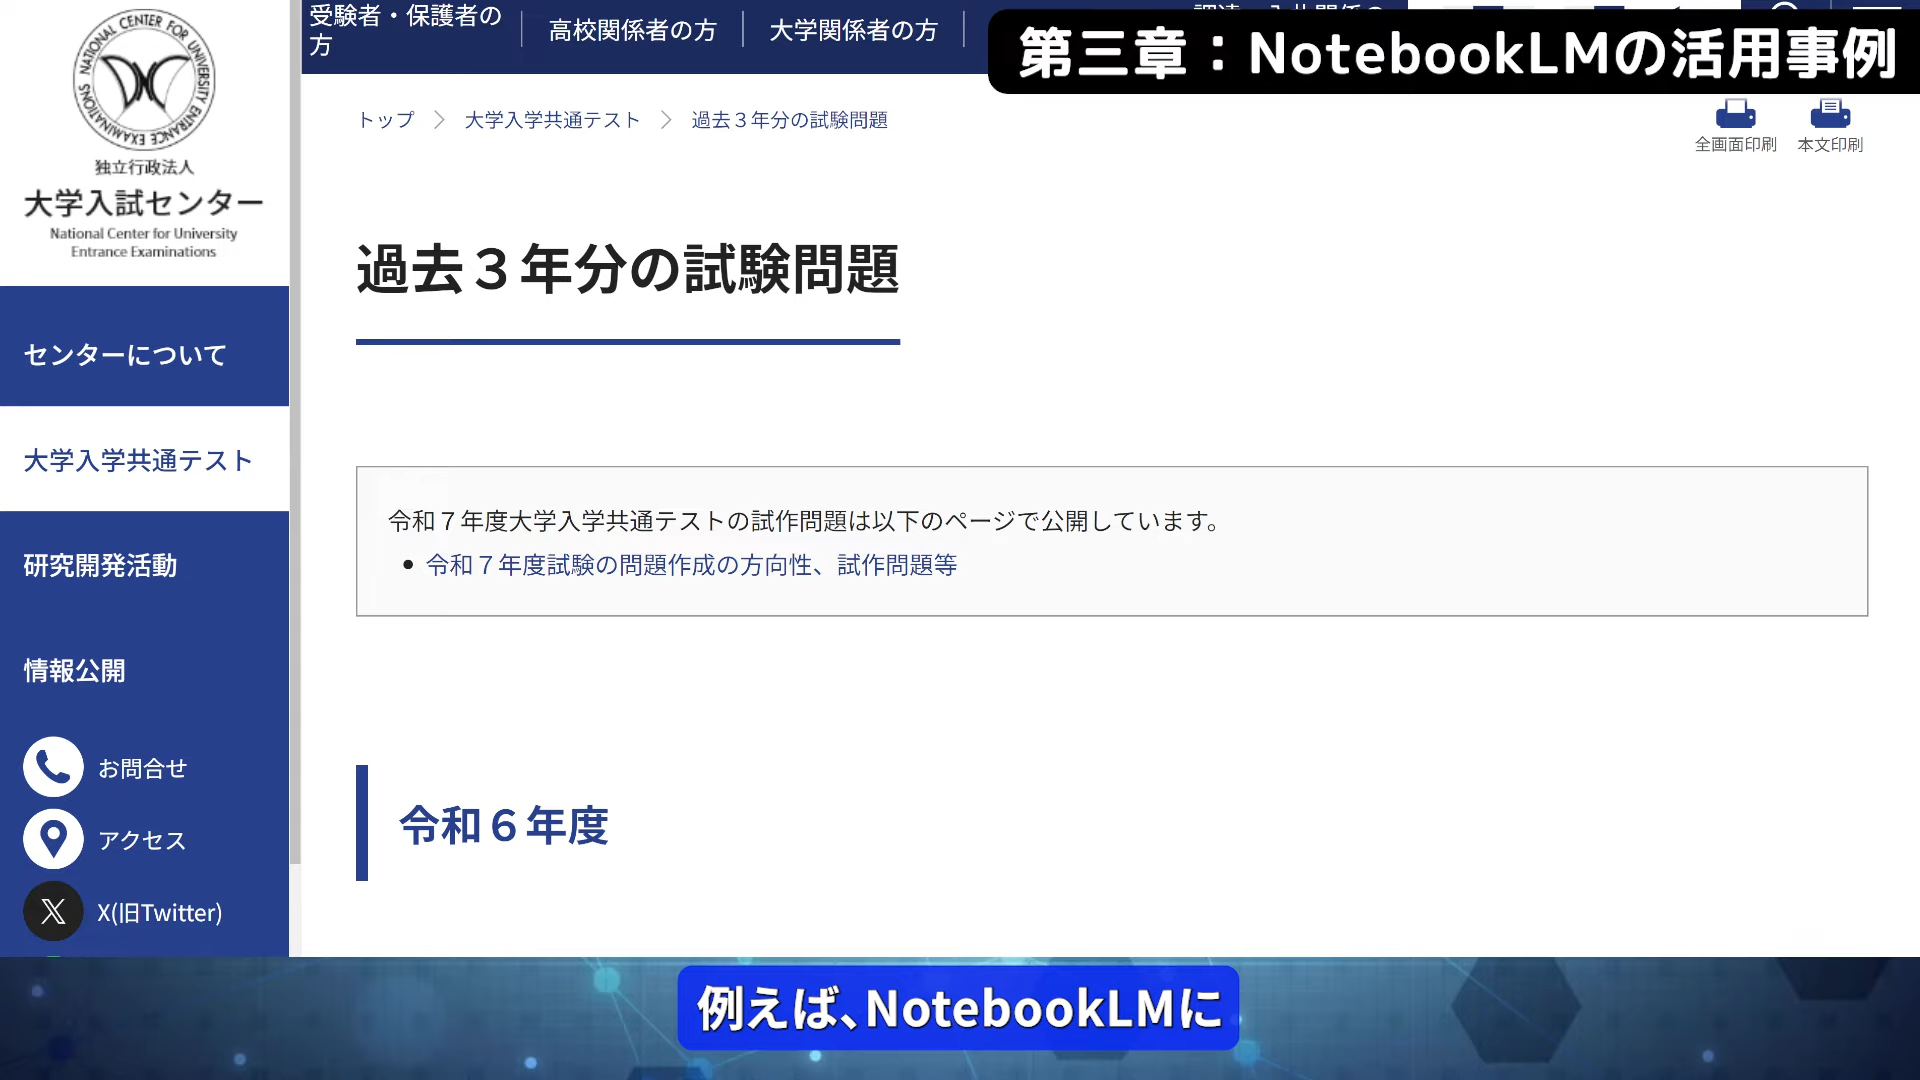 NATIONAL CENTER FOR UNIVERSITY ENTRANCE EXAMINATIONS
独立行政法人
大学入試センター
National Center for University
Entrance Examinations
センターについて
大学入学共通テスト
研究開発活動
情報公開
お問合せ
アクセス
X(旧Twitter)
受験者・保護者の
方
高校関係者の方
大学関係者の方
第三章：NotebookLMの活用事例
トップ
大学入学共通テスト
過去３年分の試験問題
全画面印刷
本文印刷
過去３年分の試験問題
令和７年度大学入学共通テストの試作問題は以下のページで公開しています。
令和７年度試験の問題作成の方向性、試作問題等
令和６年度
例えば、NotebookLMに